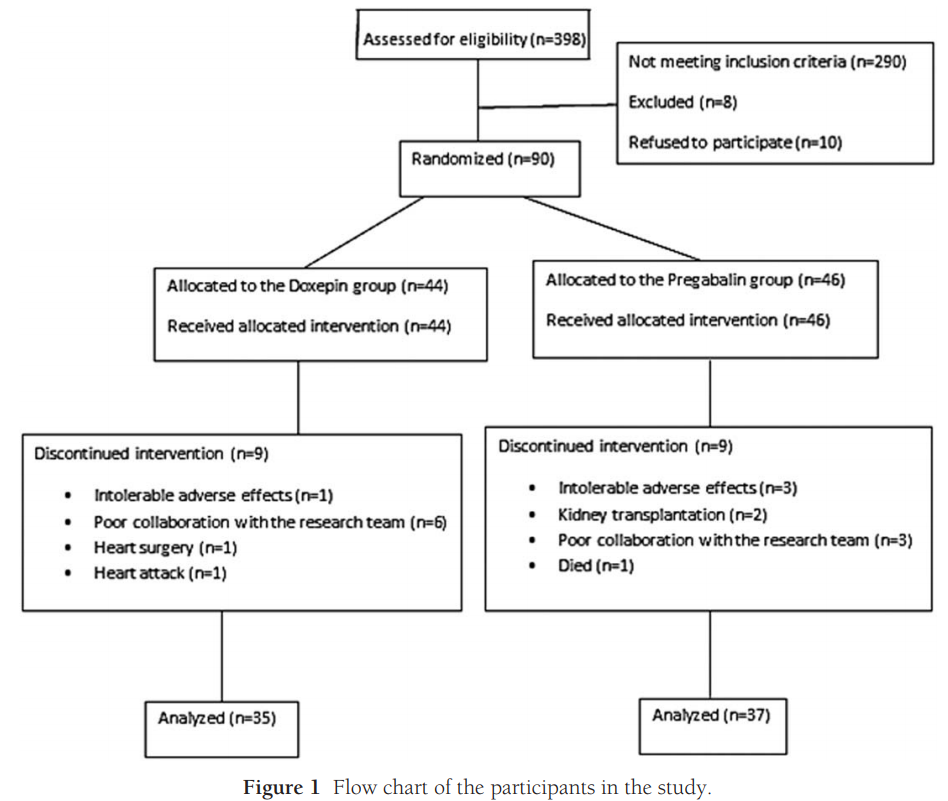 Assessed for eligibility (n=398)
Not meeting inclusion criteria (n=290)
Excluded (n=8)
Refused to participate (n=10)
Randomized (n=90)
Allocated to the Doxepin group (n=44)
Received allocated intervention (n=44)
Allocated to the Pregabalin group (n=46)
Received allocated intervention (n=46)
Discontinued intervention (n=9)
• Intolerable adverse effects (n=1)
• Poor collaboration with the research team (n=6)
• Heart surgery (n=1)
• Heart attack (n=1)
Discontinued intervention (n=9)
• Intolerable adverse effects (n=3)
• Kidney transplantation (n=2)
• Poor collaboration with the research team (n=3)
• Died (n=1)
Analyzed (n=35)
Analyzed (n=37)
Figure 1 Flow chart of the participants in the study.